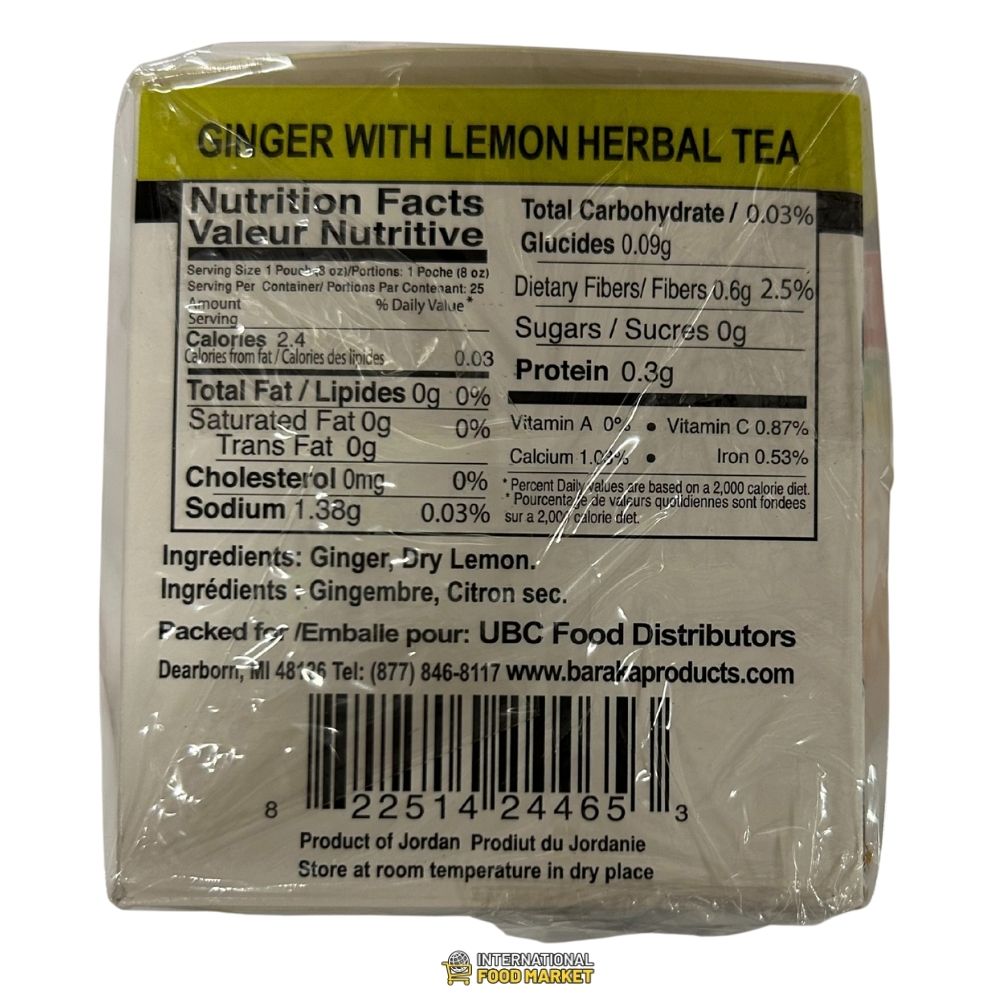 GINGER WITH LEMON HERBAL TEA
Nutrition Facts
Valeur Nutritive
Serving Size 1 Pouch(8 oz)/Portions: 1 Poche (8 oz)
Serving Per Container/ Portions Par Contenant: 25
Amount % Daily Value*
Serving
Calories 2.4
Calories from fat / Calories des lipides 0.03
Total Fat / Lipides 0g 0%
Saturated Fat 0g 0%
Trans Fat 0g
Cholesterol 0mg 0%
Sodium 1.38g 0.03%
Total Carbohydrate / 0.03%
Glucides 0.09g
Dietary Fibers/ Fibers 0.6g 2.5%
Sugars / Sucres 0g
Protein 0.3g
Vitamin A 0% • Vitamin C 0.87%
Calcium • Iron 0.53%
* Percent Daily values are based on a 2,000 calorie diet.
* Pourcentage de valeurs quotidiennes sont fondees
sur a 2,000 calorie diet.
Ingredients: Ginger, Dry Lemon.
Ingrédients : Gingembre, Citron sec.
Packed for /Emballe pour: UBC Food Distributors
Dearborn, MI Tel: (877) 846-8117 www.barakaproducts.com
8 22514 24465 3
Product of Jordan Prodiut du Jordanie
Store at room temperature in dry place
INTERNATIONAL
FOOD MARKET